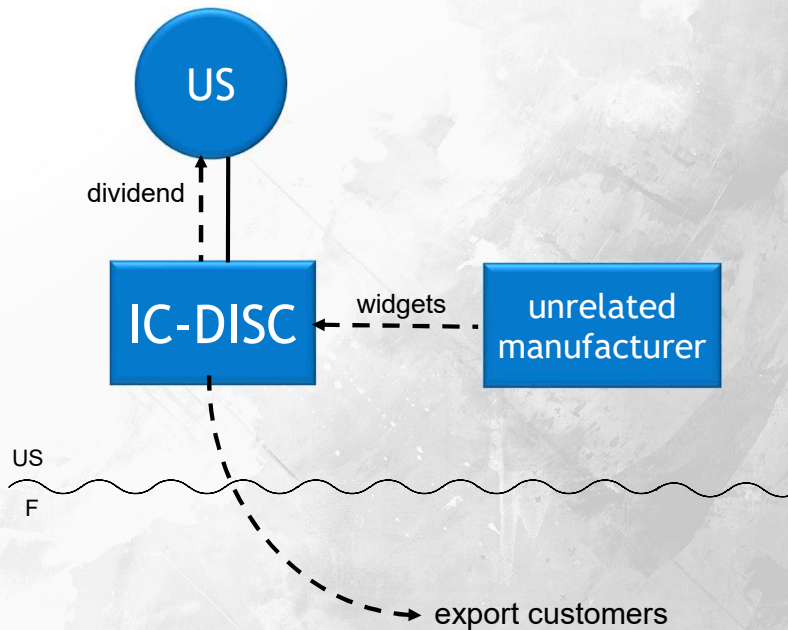 US
dividend
IC-DISC
widgets
unrelated
manufacturer
US
F
export customers